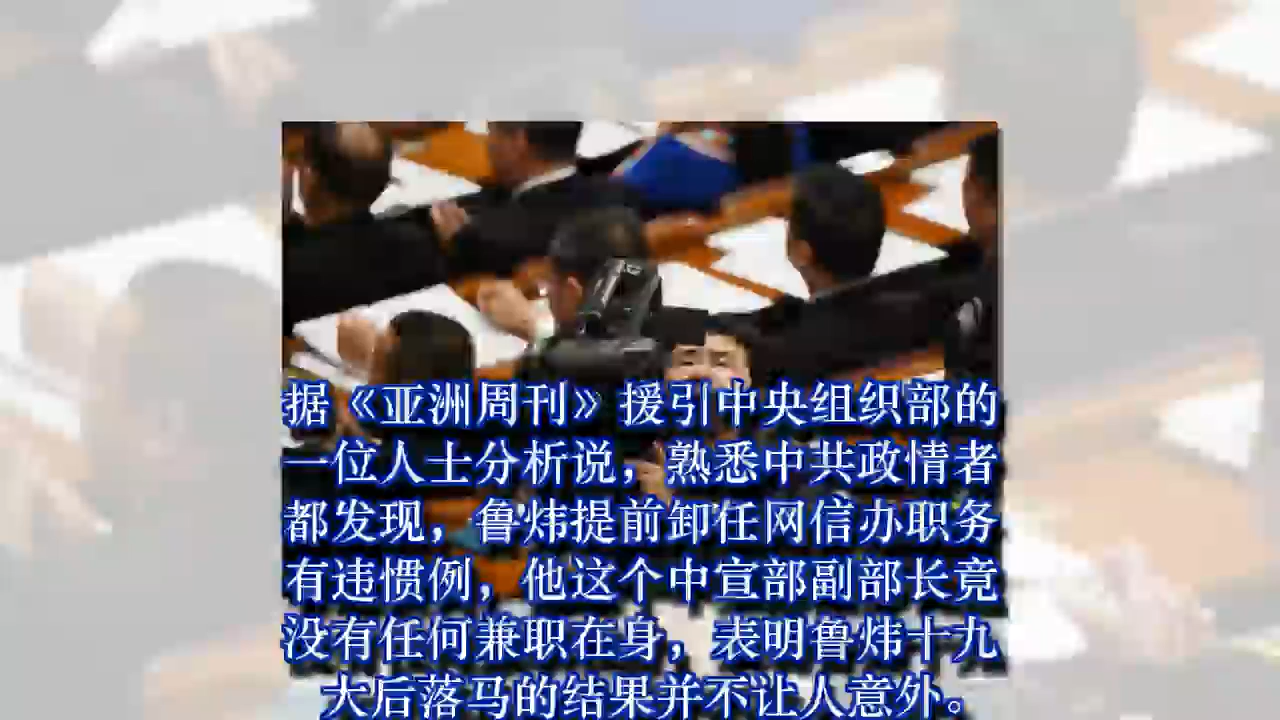 据《亚洲周刊》援引中央组织部的
一位人士分析说，熟悉中共政情者
都发现，鲁炜提前卸任网信办职务
有违惯例，他这个中宣部副部长竟
没有任何兼职在身，表明鲁炜十九
大后落马的结果并不让人意外。